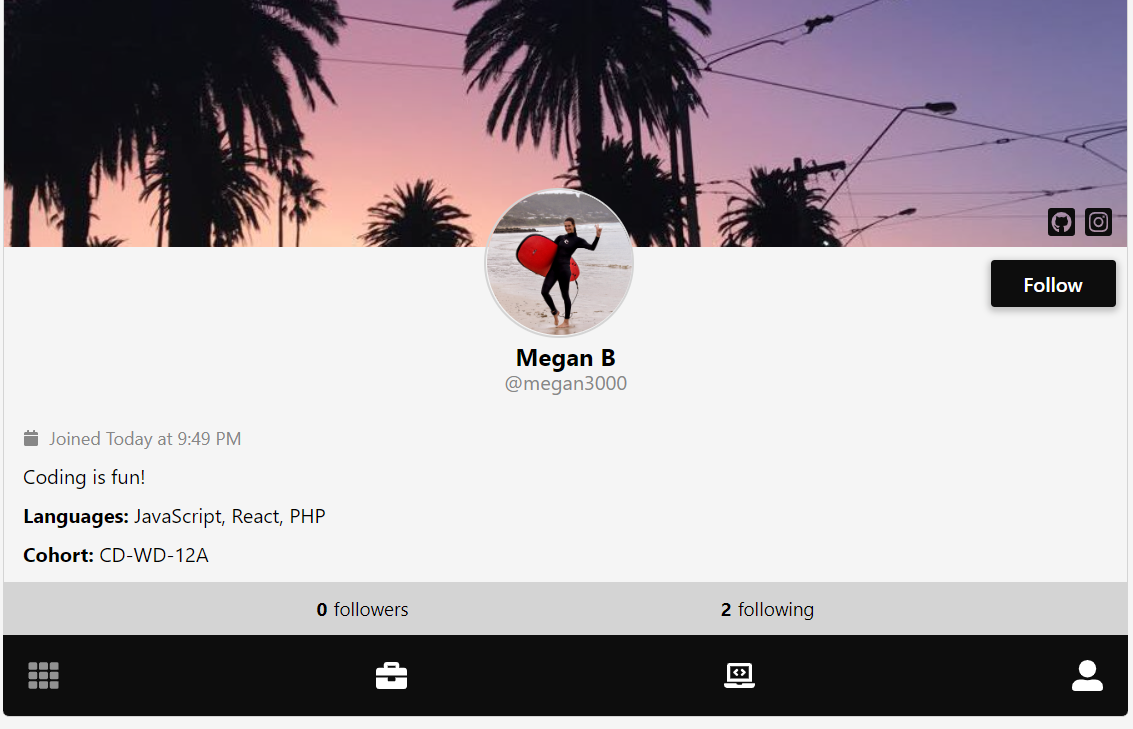 Follow
Megan B
@megan3000
Joined Today at 9:49 PM
Coding is fun!
Languages: JavaScript, React, PHP
Cohort: CD-WD-12A
0 followers
2 following